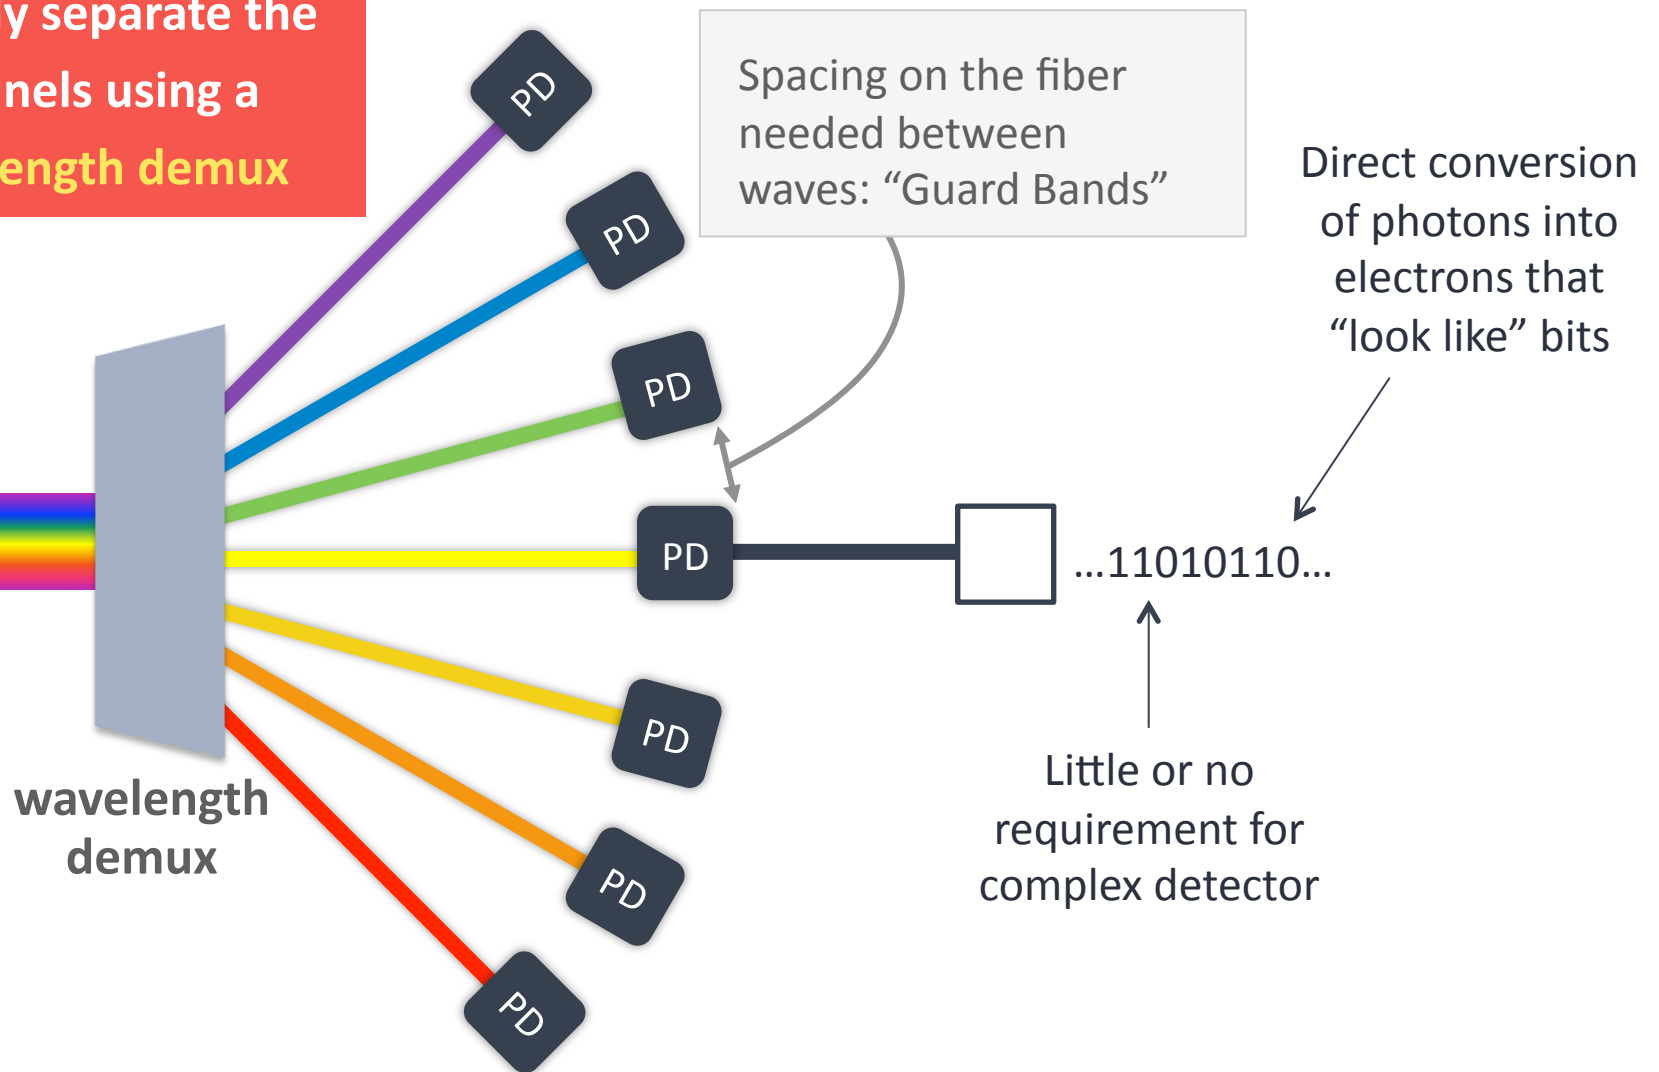 y separate the
nels using a
ength demux
Spacing on the fiber
needed between
waves: “Guard Bands”
Direct conversion
of photons into
electrons that
“look like” bits
PD
PD
PD
PD
...11010110...
PD
PD
PD
wavelength
demux
Little or no
requirement for
complex detector